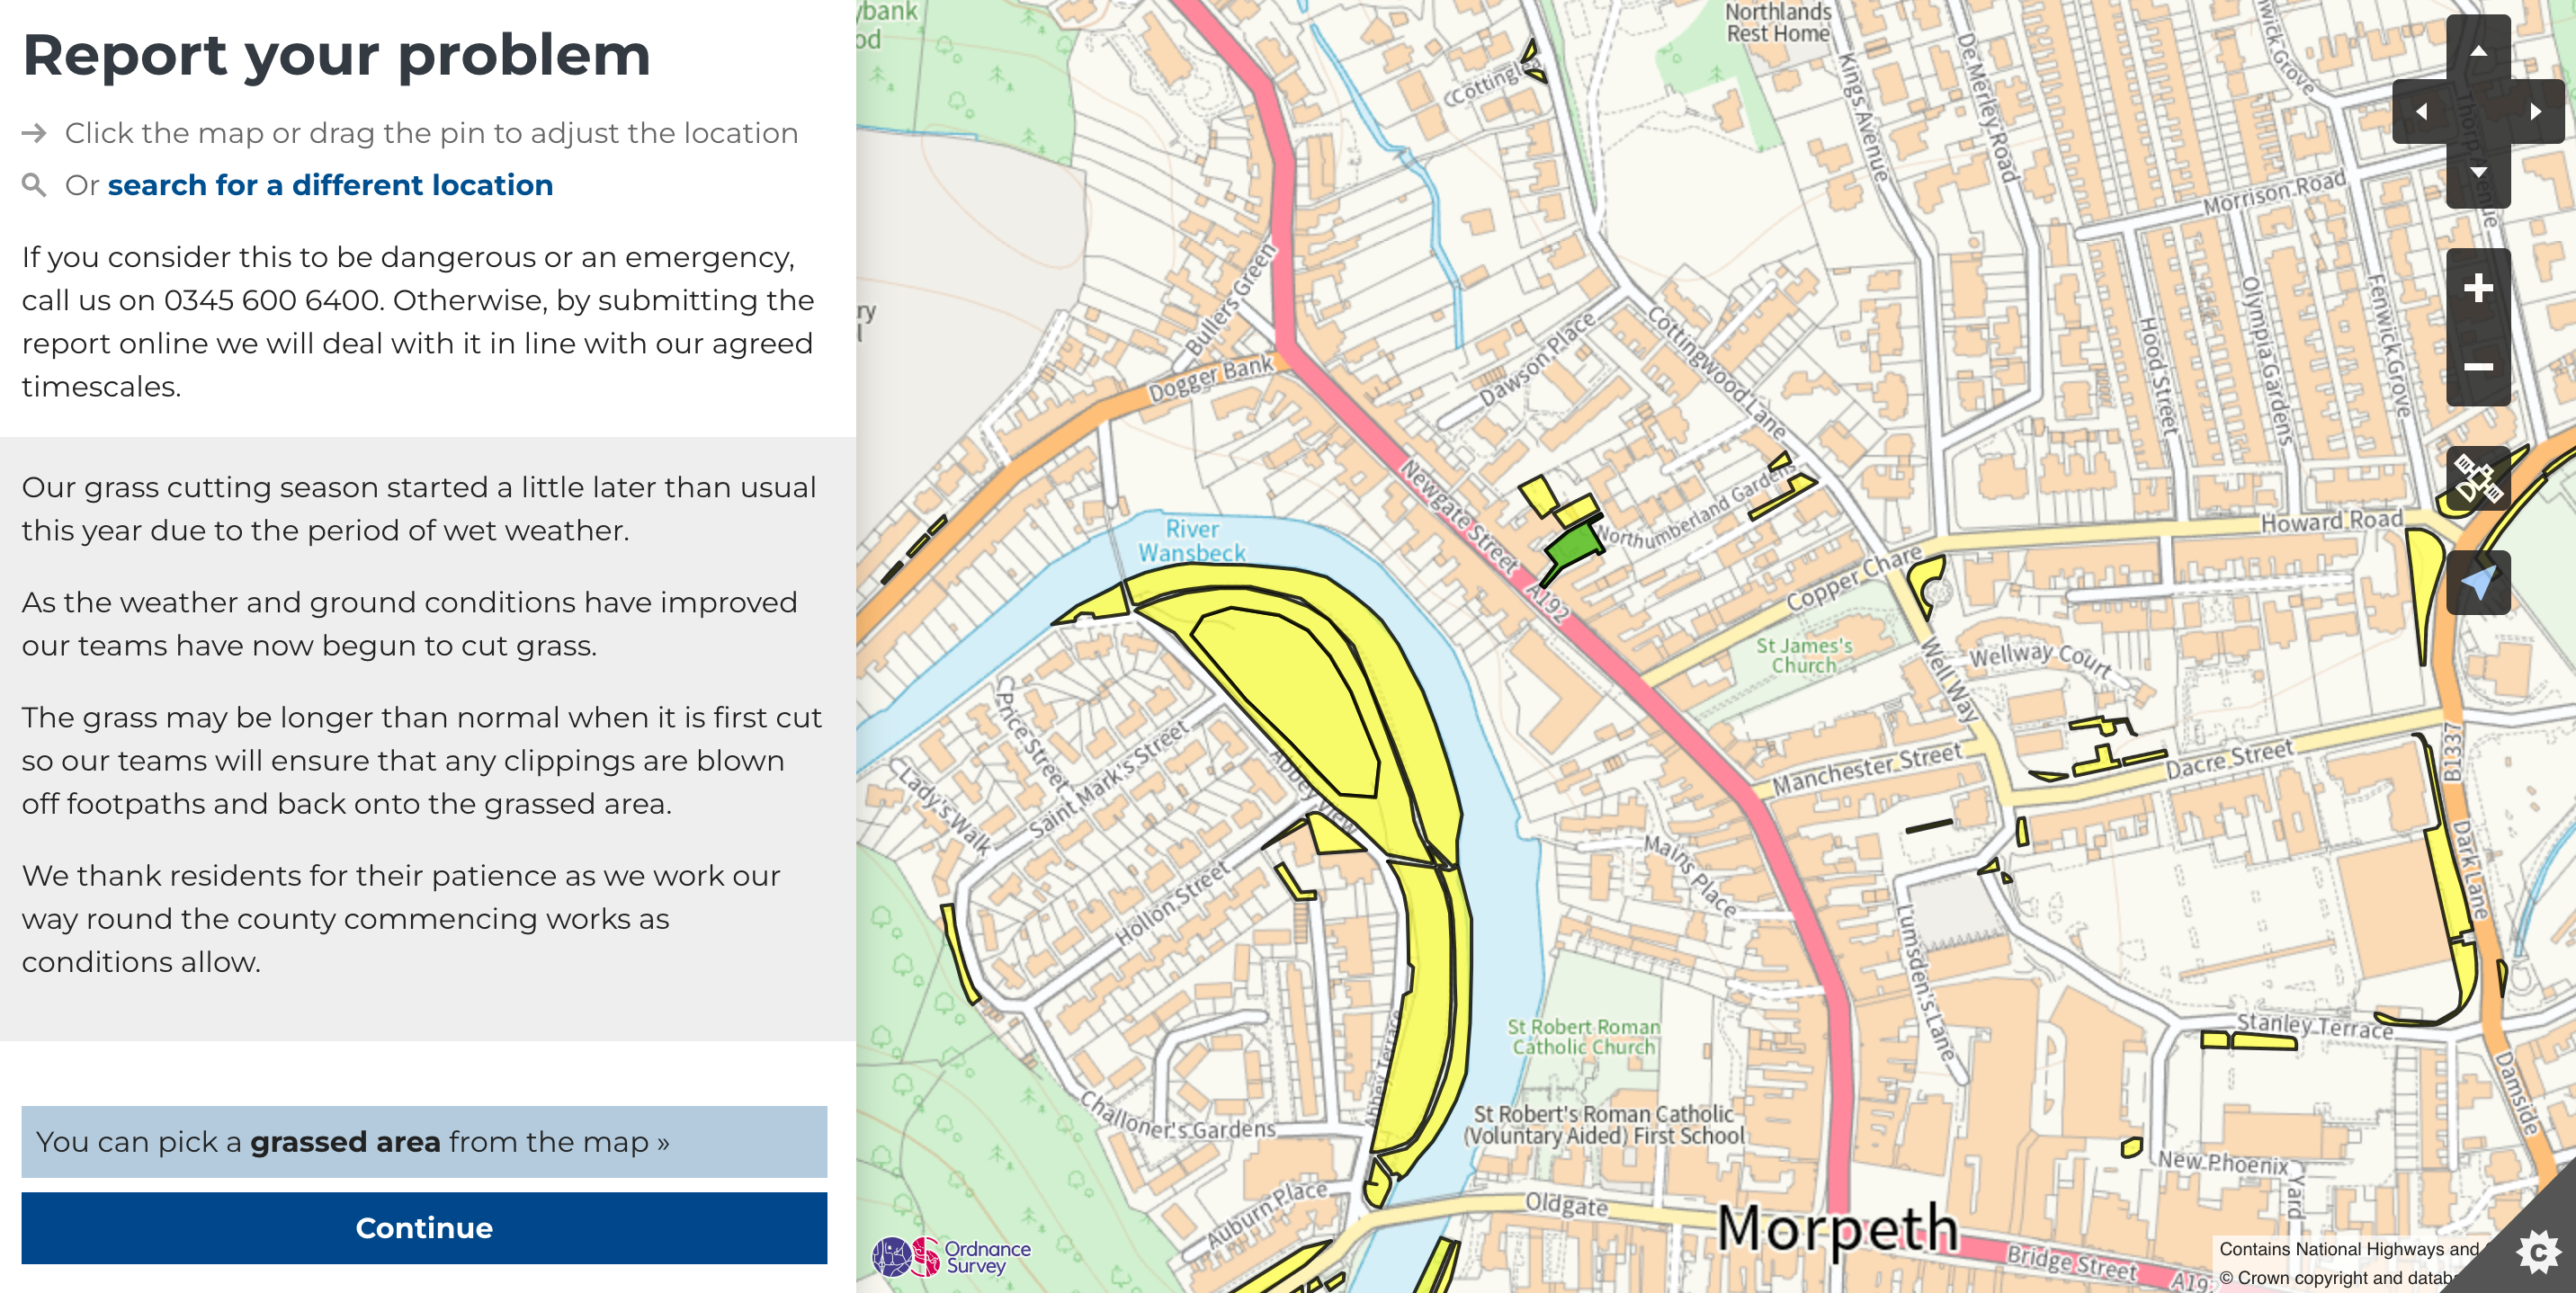 Report your problem
Click the map or drag the pin to adjust the location
Or search for a different location
If you consider this to be dangerous or an emergency,
call us on 0345 600 6400. Otherwise, by submitting the
report online we will deal with it in line with our agreed
timescales.
Our grass cutting season started a little later than usual
this year due to the period of wet weather.
As the weather and ground conditions have improved
our teams have now begun to cut grass.
The grass may be longer than normal when it is first cut
so our teams will ensure that any clippings are blown
off footpaths and back onto the grassed area.
We thank residents for their patience as we work our
way round the county commencing works as
conditions allow.
You can pick a grassed area from the map »
Continue
Northlands
Rest Home
Cottingleа
Kings Avenue
De Merley Road
Morrison Road
Bullers Green
Dogger Bank
Dawson Place
Cottingwood Lane
Hood Street
Olympia Gardens
Fenwick Grove
Newgate Street
A192
Northumberland Gardens
Howard Road
Copper Chare
River
Wansbeck
St James's
Church
Well Way
Wellway Court
Price Street
Saint Mark's Street
Lady's Walk
Abbey View
Hollon Street
Manchester Street
Dacre Street
B1337
Dark Lane
Mains Place
Lumsden's Lane
St Robert Roman
Catholic Church
Stanley Terrace
Abbey Terrace
Challoner's Gardens
St Robert's Roman Catholic
(Voluntary Aided) First School
Damside
New Phoenix Yard
Auburn Place
Oldgate
Morpeth
Bridge Street
Ordnance
Survey
Contains National Highways and
© Crown copyright and databa